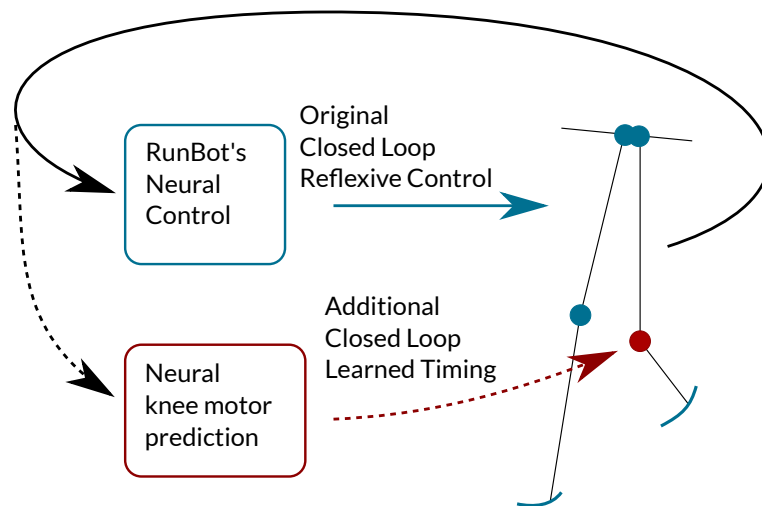 Original
Closed Loop
Reflexive Control
RunBot's
Neural
Control
Additional
Closed Loop
Learned Timing
Neural
knee motor
prediction